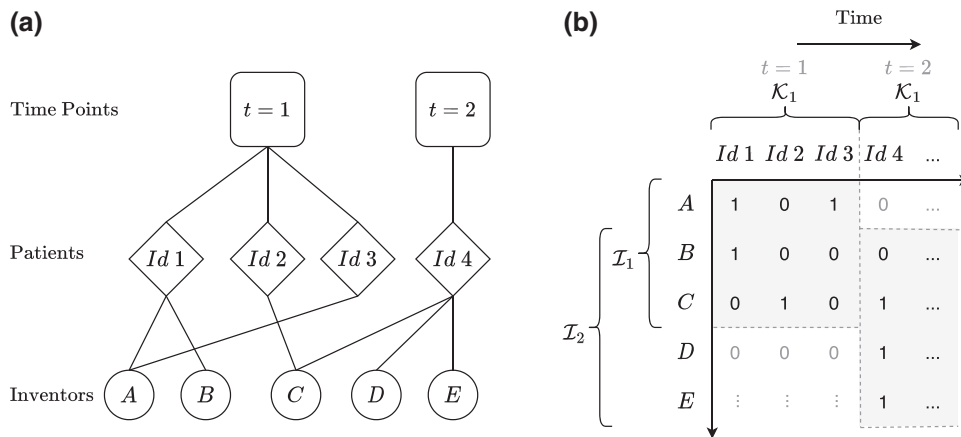 (a)
Time Points
t = 1
t = 2
Patients
Id 1
Id 2
Id 3
Id 4
Inventors
A
B
C
D
E
(b)
Time
t = 1
t = 2
𝒦₁
𝒦₁
Id 1 Id 2 Id 3 Id 4 ...
A 1 0 1 0 ...
B 1 0 0 0 ...
ℐ₁
C 0 1 0 1 ...
ℐ₂
D 0 0 0 1 ...
E ⋮ ⋮ ⋮ 1 ...